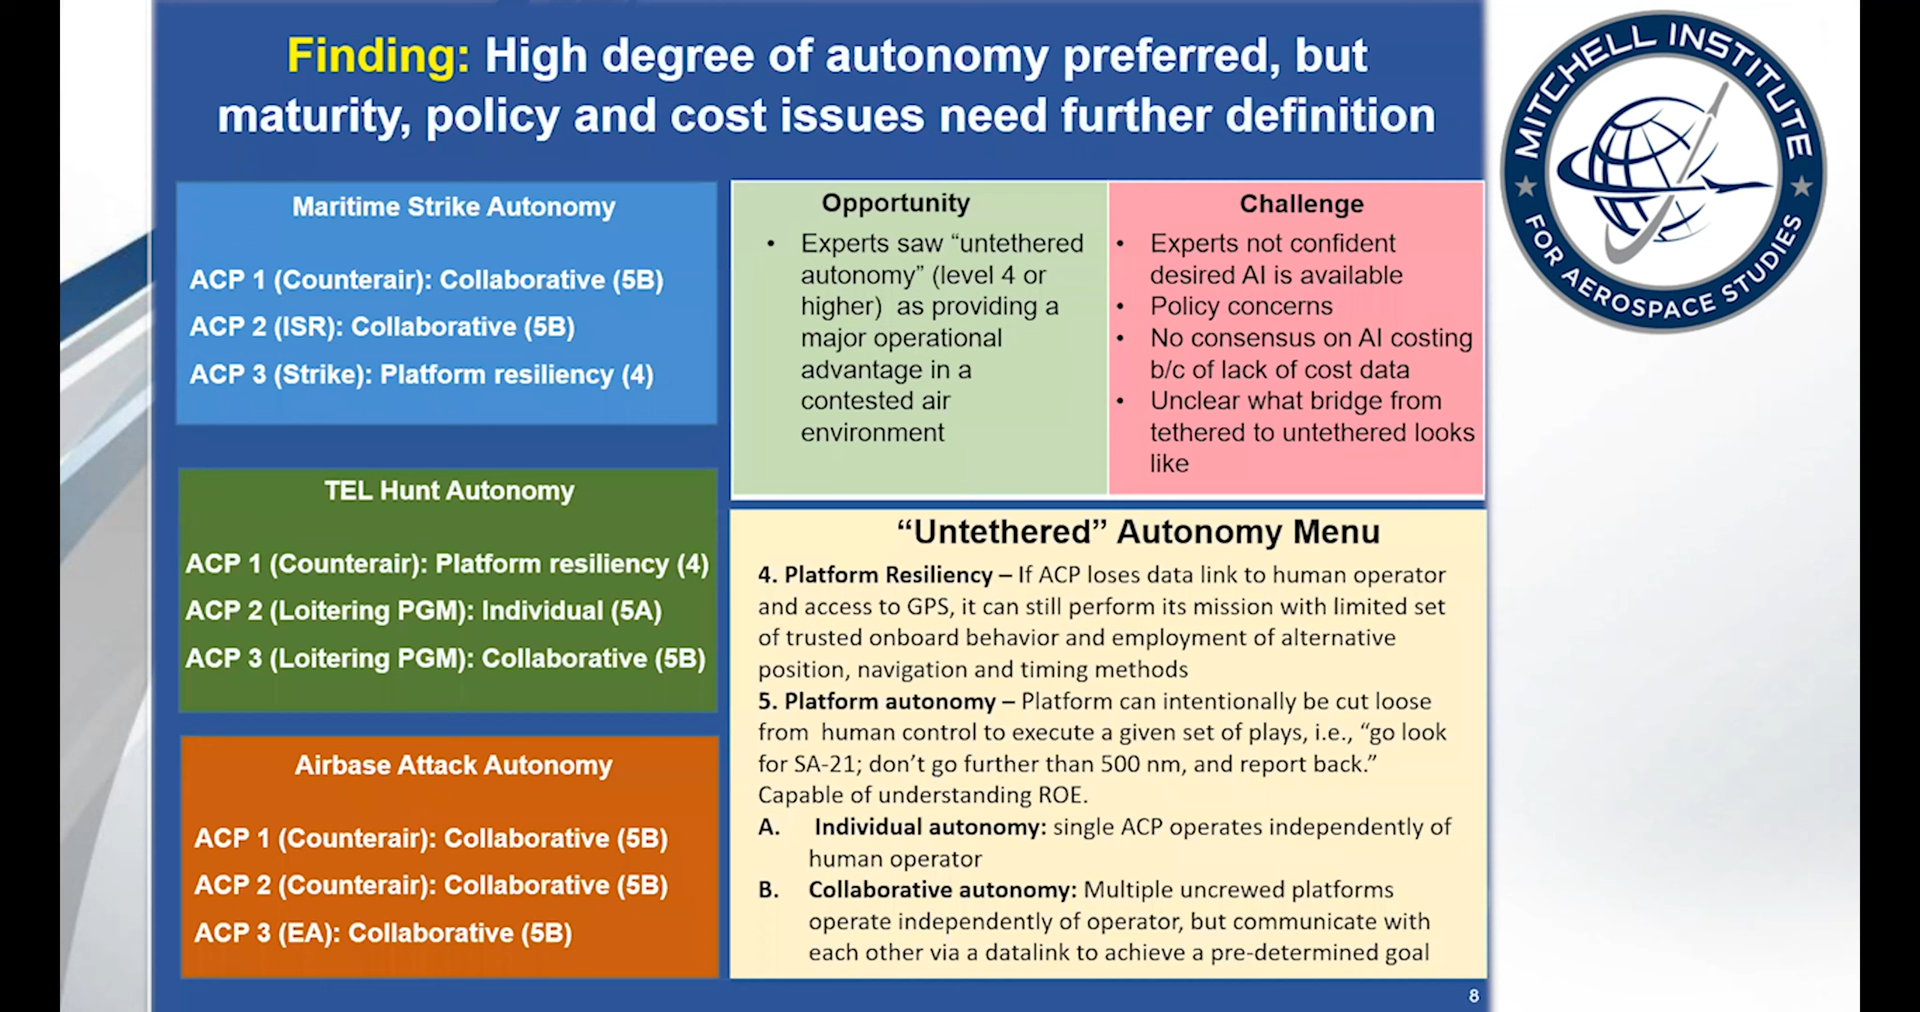 Finding: High degree of autonomy preferred, but
maturity, policy and cost issues need further definition
MITCHELL INSTITUTE
FOR AEROSPACE STUDIES
Maritime Strike Autonomy
ACP 1 (Counterair): Collaborative (5B)
ACP 2 (ISR): Collaborative (5B)
ACP 3 (Strike): Platform resiliency (4)
TEL Hunt Autonomy
ACP 1 (Counterair): Platform resiliency (4)
ACP 2 (Loitering PGM): Individual (5A)
ACP 3 (Loitering PGM): Collaborative (5B)
Airbase Attack Autonomy
ACP 1 (Counterair): Collaborative (5B)
ACP 2 (Counterair): Collaborative (5B)
ACP 3 (EA): Collaborative (5B)
Opportunity
• Experts saw “untethered
autonomy” (level 4 or
higher) as providing a
major operational
advantage in a
contested air
environment
Challenge
• Experts not confident
desired AI is available
• Policy concerns
• No consensus on AI costing
b/c of lack of cost data
• Unclear what bridge from
tethered to untethered looks
like
“Untethered” Autonomy Menu
4. Platform Resiliency – If ACP loses data link to human operator
and access to GPS, it can still perform its mission with limited set
of trusted onboard behavior and employment of alternative
position, navigation and timing methods
5. Platform autonomy – Platform can intentionally be cut loose
from human control to execute a given set of plays, i.e., “go look
for SA-21; don’t go further than 500 nm, and report back.”
Capable of understanding ROE.
A. Individual autonomy: single ACP operates independently of
human operator
B. Collaborative autonomy: Multiple uncrewed platforms
operate independently of operator, but communicate with
each other via a datalink to achieve a pre-determined goal
8